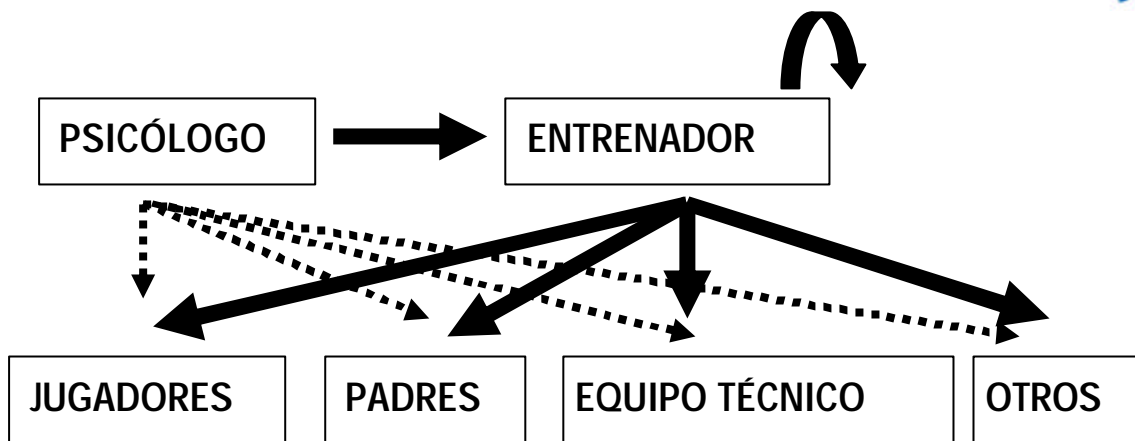 PSICÓLOGO
ENTRENADOR
JUGADORES
PADRES
EQUIPO TÉCNICO
OTROS